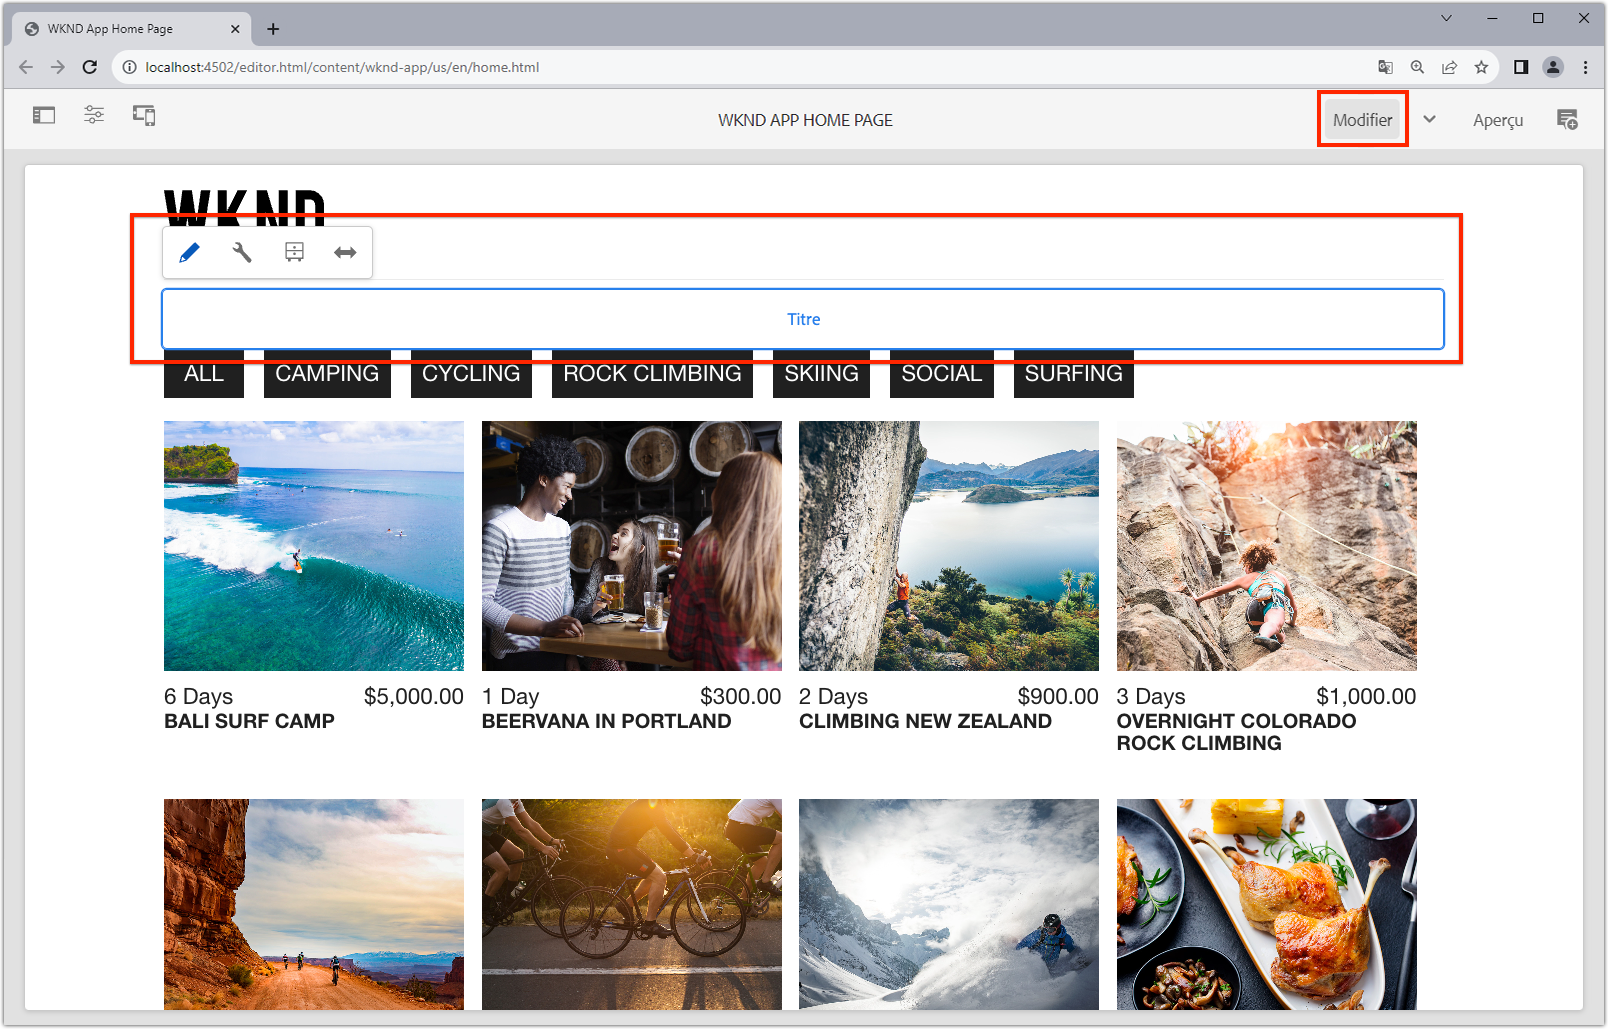 WKND App Home Page
localhost:4502/editor.html/content/wknd-app/us/en/home.html
WKND APP HOME PAGE
Modifier
Aperçu
WKND
Titre
ALL CAMPING CYCLING ROCK CLIMBING SKIING SOCIAL SURFING
6 Days $5,000.00
BALI SURF CAMP
1 Day $300.00
BEERVANA IN PORTLAND
2 Days $900.00
CLIMBING NEW ZEALAND
3 Days $1,000.00
OVERNIGHT COLORADO
ROCK CLIMBING